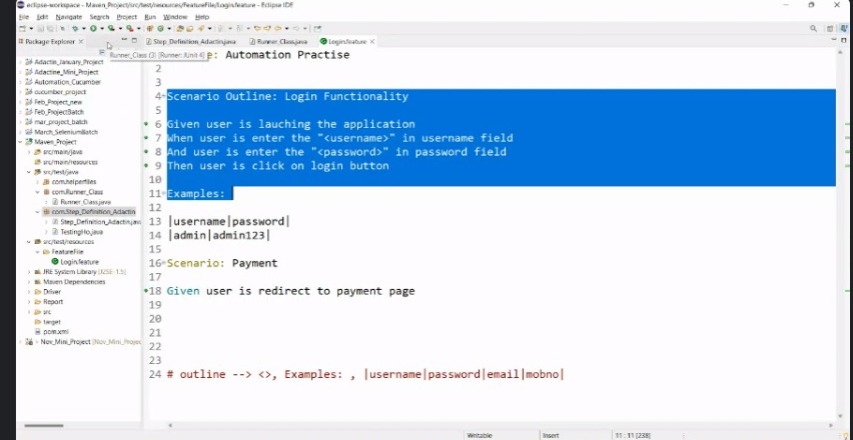 eclipse-workspace - Maven_Project/src/test/resources/FeatureFile/Login.feature - Eclipse IDE
File Edit Navigate Search Project Run Window Help
Package Explorer
Step_Definition_Adactin.java
Runner_Class.java
Login.feature
Runner_Class (3) [Runner: JUnit 4]
e: Automation Practise
Adactin_January_Project
Adactine_Mini_Project
Automation_Cucumber
cucumber_project
Feb_Project_new
Feb_ProjectBatch
mar_project_batch
March_SeleniumBatch
Maven_Project
src/main/java
src/main/resources
src/test/java
com.helperfiles
com.Runner_Class
Runner_Class.java
com.Step_Definition_Adactin
Step_Definition_Adactin.jav
TestingHo.java
src/test/resources
FeatureFile
Login.feature
JRE System Library [J2SE-1.5]
Maven Dependencies
Driver
Report
src
target
pom.xml
Nov_Mini_Project [Nov_Mini_Projec
2
3
4 Scenario Outline: Login Functionality
5
6 Given user is lauching the application
7 When user is enter the "<username>" in username field
8 And user is enter the "<password>" in password field
9 Then user is click on login button
10
11 Examples:
12
13 |username|password|
14 |admin|admin123|
15
16 Scenario: Payment
17
18 Given user is redirect to payment page
19
20
21
22
23
24 # outline --> <>, Examples: , |username|password|email|mobno|
Writable
Insert
11 : 11 [238]